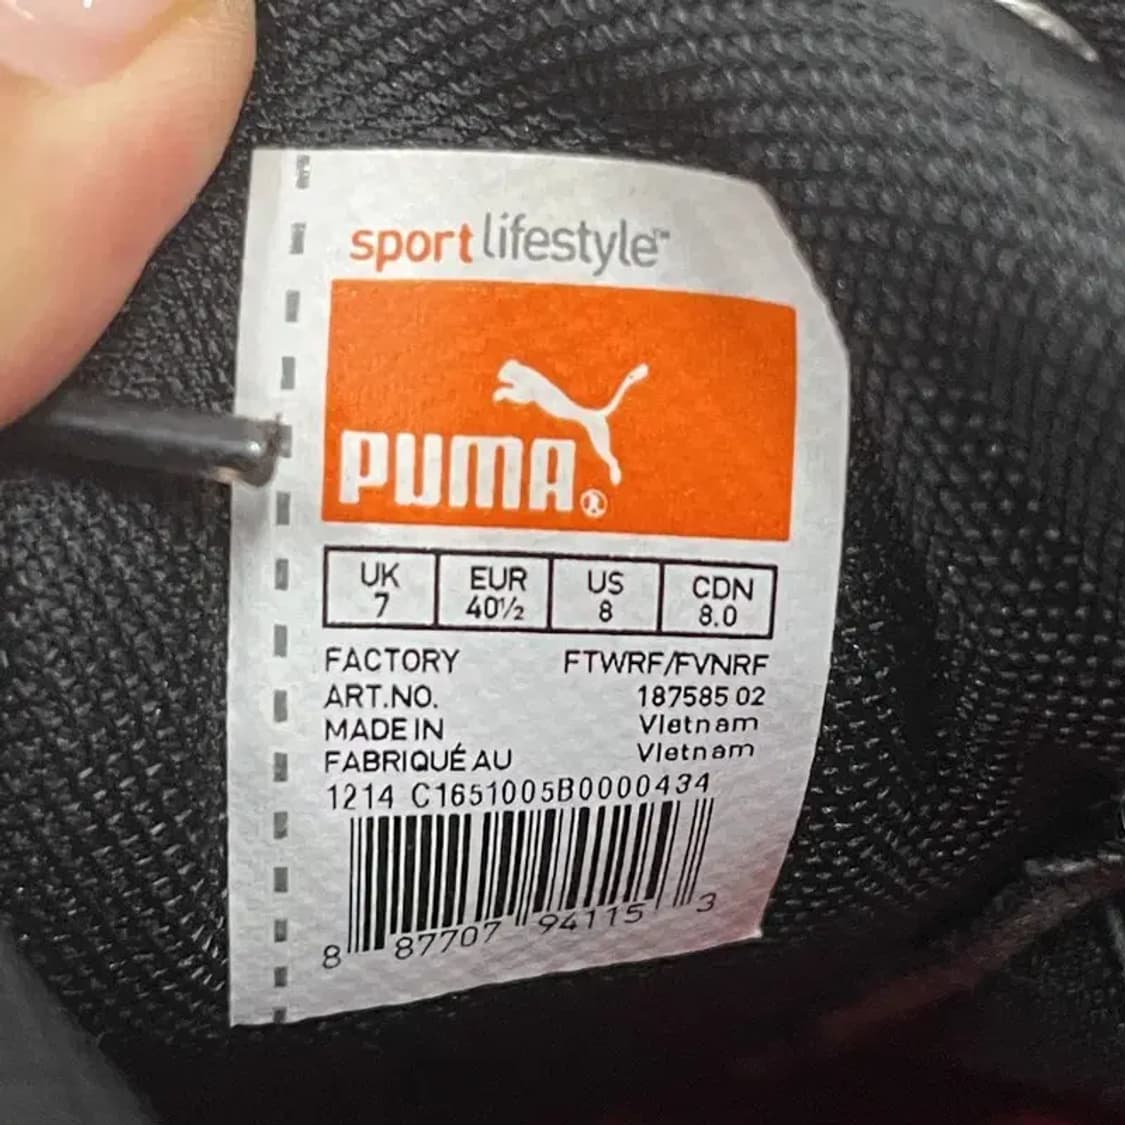 sport lifestyle™
PUMA®
UK EUR US CDN
7 40½ 8 8.0
FACTORY FTWRF/FVNRF
ART.NO. 187585 02
MADE IN Vietnam
FABRIQUÉ AU Vietnam
1214 C1651005B0000434
8 87707 94115 3